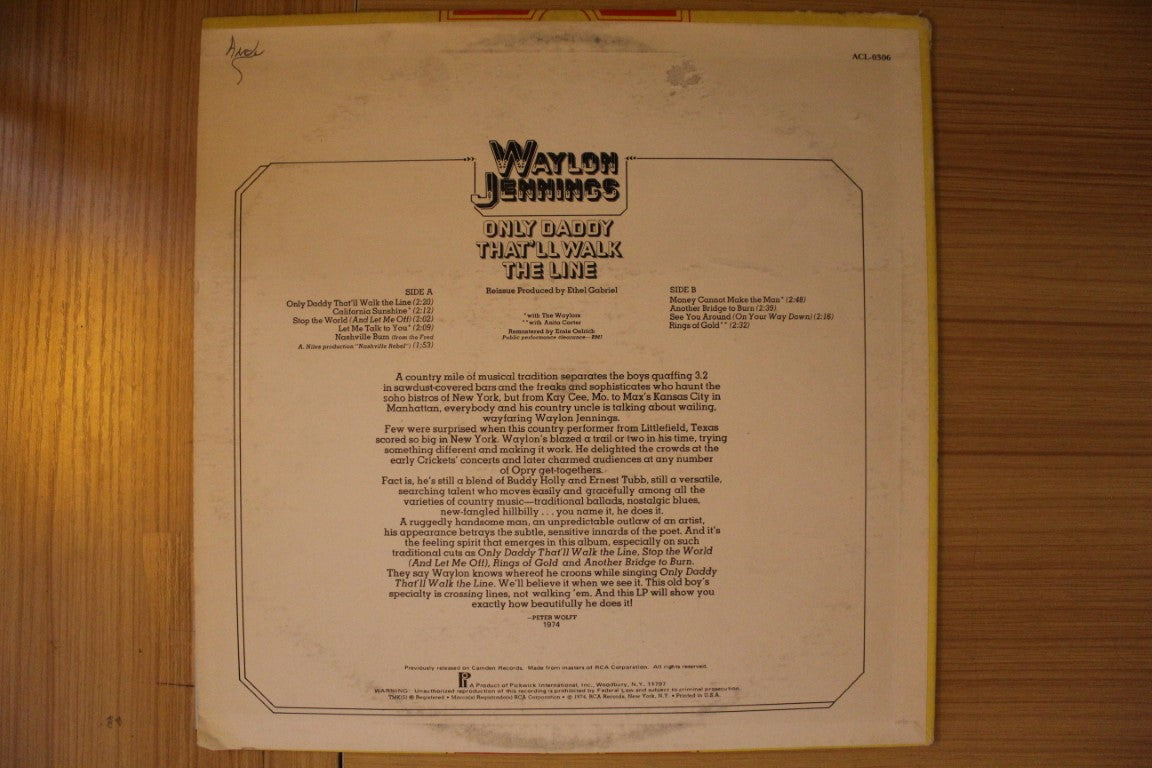 ACL-0306
WAYLON
JENNINGS
ONLY DADDY
THAT'LL WALK
THE LINE
Reissue Produced by Ethel Gabriel
*with The Waylors
**with Anita Carter
Remastered by Ernie Oelrich
Public performance clearance—BMI
SIDE A
Only Daddy That'll Walk the Line (2:20)
California Sunshine* (2:12)
Stop the World (And Let Me Off) (2:02)
Let Me Talk to You* (2:09)
Nashville Bum (from the Fred
A. Niles production "Nashville Rebel") (1:53)
SIDE B
Money Cannot Make the Man* (2:48)
Another Bridge to Burn (2:39)
See You Around (On Your Way Down) (2:16)
Rings of Gold** (2:32)
A country mile of musical tradition separates the boys quaffing 3.2
in sawdust-covered bars and the freaks and sophisticates who haunt the
soho bistros of New York, but from Kay Cee, Mo. to Max's Kansas City in
Manhattan, everybody and his country uncle is talking about wailing,
wayfaring Waylon Jennings.
Few were surprised when this country performer from Littlefield, Texas
scored so big in New York. Waylon's blazed a trail or two in his time, trying
something different and making it work. He delighted the crowds at the
early Crickets' concerts and later charmed audiences at any number
of Opry get-togethers.
Fact is, he's still a blend of Buddy Holly and Ernest Tubb, still a versatile,
searching talent who moves easily and gracefully among all the
varieties of country music—traditional ballads, nostalgic blues,
new-fangled hillbilly . . . you name it, he does it.
A ruggedly handsome man, an unpredictable outlaw of an artist,
his appearance betrays the subtle, sensitive innards of the poet. And it's
the feeling spirit that emerges in this album, especially on such
traditional cuts as Only Daddy That'll Walk the Line, Stop the World
(And Let Me Off), Rings of Gold and Another Bridge to Burn.
They say Waylon knows whereof he croons while singing Only Daddy
That'll Walk the Line. We'll believe it when we see it. This old boy's
specialty is crossing lines, not walking 'em. And this LP will show you
exactly how beautifully he does it!
—PETER WOLFF
1974
Previously released on Camden Records. Made from masters of RCA Corporation. All rights reserved.
A Product of Pickwick International, Inc., Woodbury, N.Y. 11797
WARNING: Unauthorized reproduction of this recording is prohibited by Federal Law and subject to criminal prosecution.
TMK(S) ® Registered • Marca(s) Registrada(s) RCA Corporation • © 1974, RCA Records, New York, N.Y. • Printed in U.S.A.